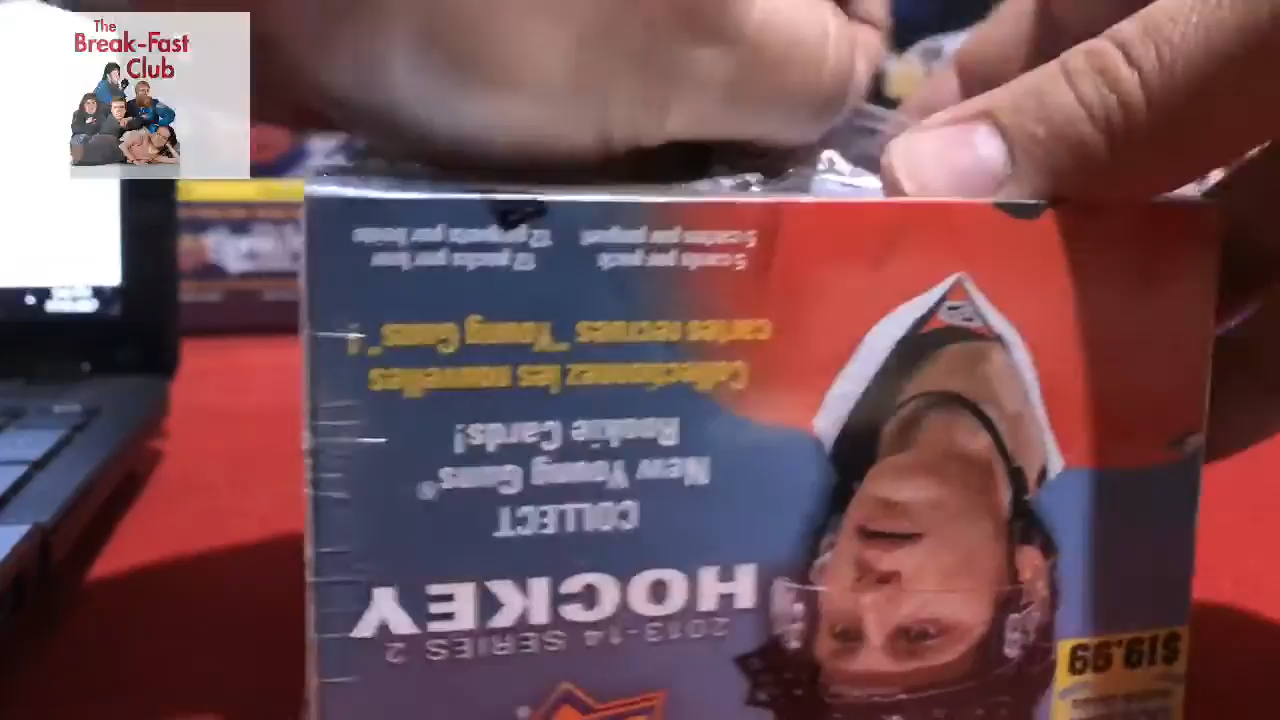 The
Break-Fast
Club
2013-14 SERIES 2
HOCKEY
COLLECT
New Young Guns®
Rookie Cards!
Collectionnez les nouvelles
cartes recrues "Young Guns"!
5 cards per pack 12 packs per box
5 cartes par paquet 12 paquets par boîte
$19.99